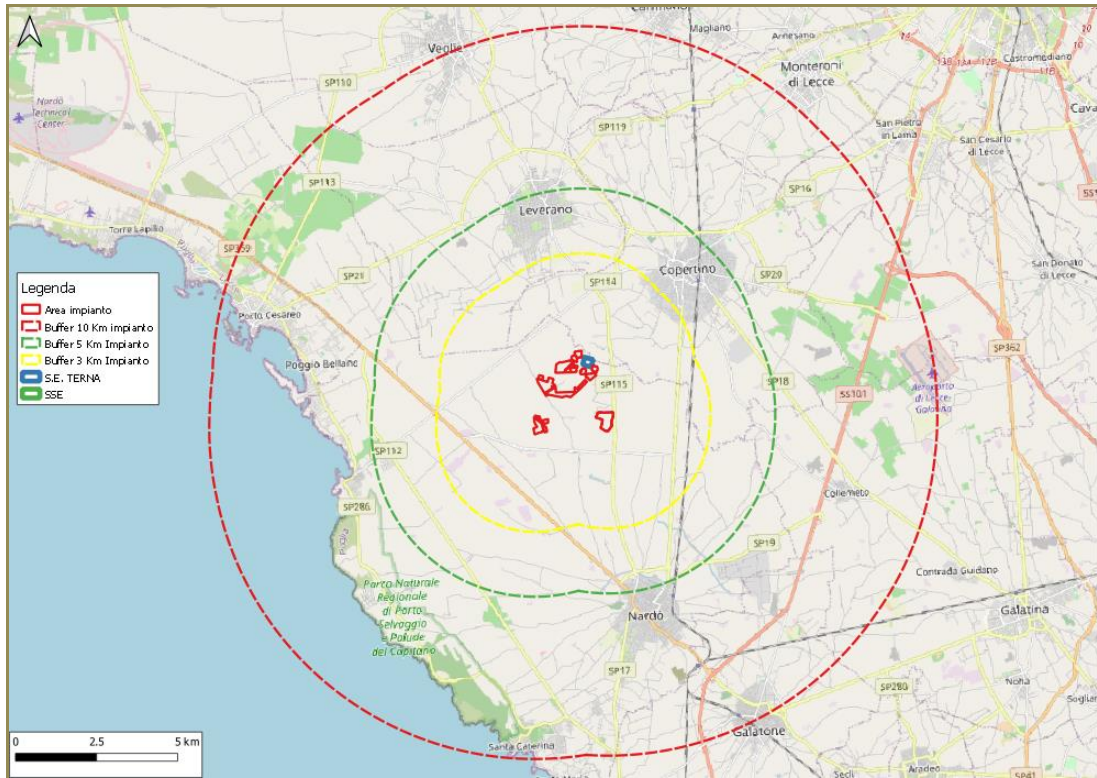 Magliano
Arnesano
Veglie
Monteroni
di Lecce
Castromediano
SP110
Nardò
Technical
Center
SP119
San Pietro
in Lama
San Cesario
di Lecce
SP113
SP16
Leverano
Torre Lapillo
SP359
SP21
Copertino
SP29
San Donato
di Lecce
SP114
Legenda
Area impianto
Buffer 10 Km impianto
Buffer 5 Km Impianto
Buffer 3 Km Impianto
S.E. TERNA
SSE
Porto Cesareo
Poggio Bellano
SP362
SP115
SP18
SS101
Aeroporto
di Lecce
Galatina
SP112
Collemeto
SP286
Puglia
SP19
Contrada Guidano
Parco Naturale
Regionale
di Porto
Selvaggio
e Palude
del Capitano
Nardò
Galatina
SP17
Noha
SP280
Galatone
Santa Caterina
Aradeo
Secli
SP41
0 2.5 5 km